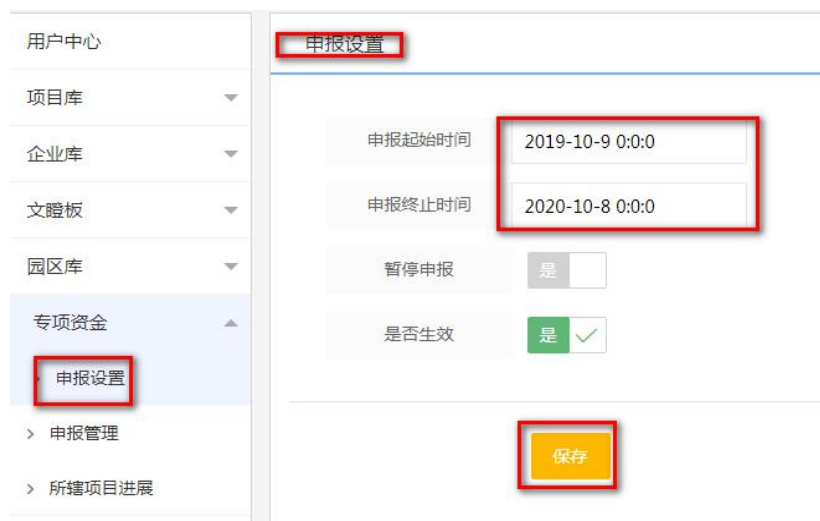 用户中心
项目库
企业库
文瞪板
园区库
专项资金
申报设置
申报管理
所辖项目进展
申报设置
申报起始时间 2019-10-9 0:0:0
申报终止时间 2020-10-8 0:0:0
暂停申报 是
是否生效 是
保存